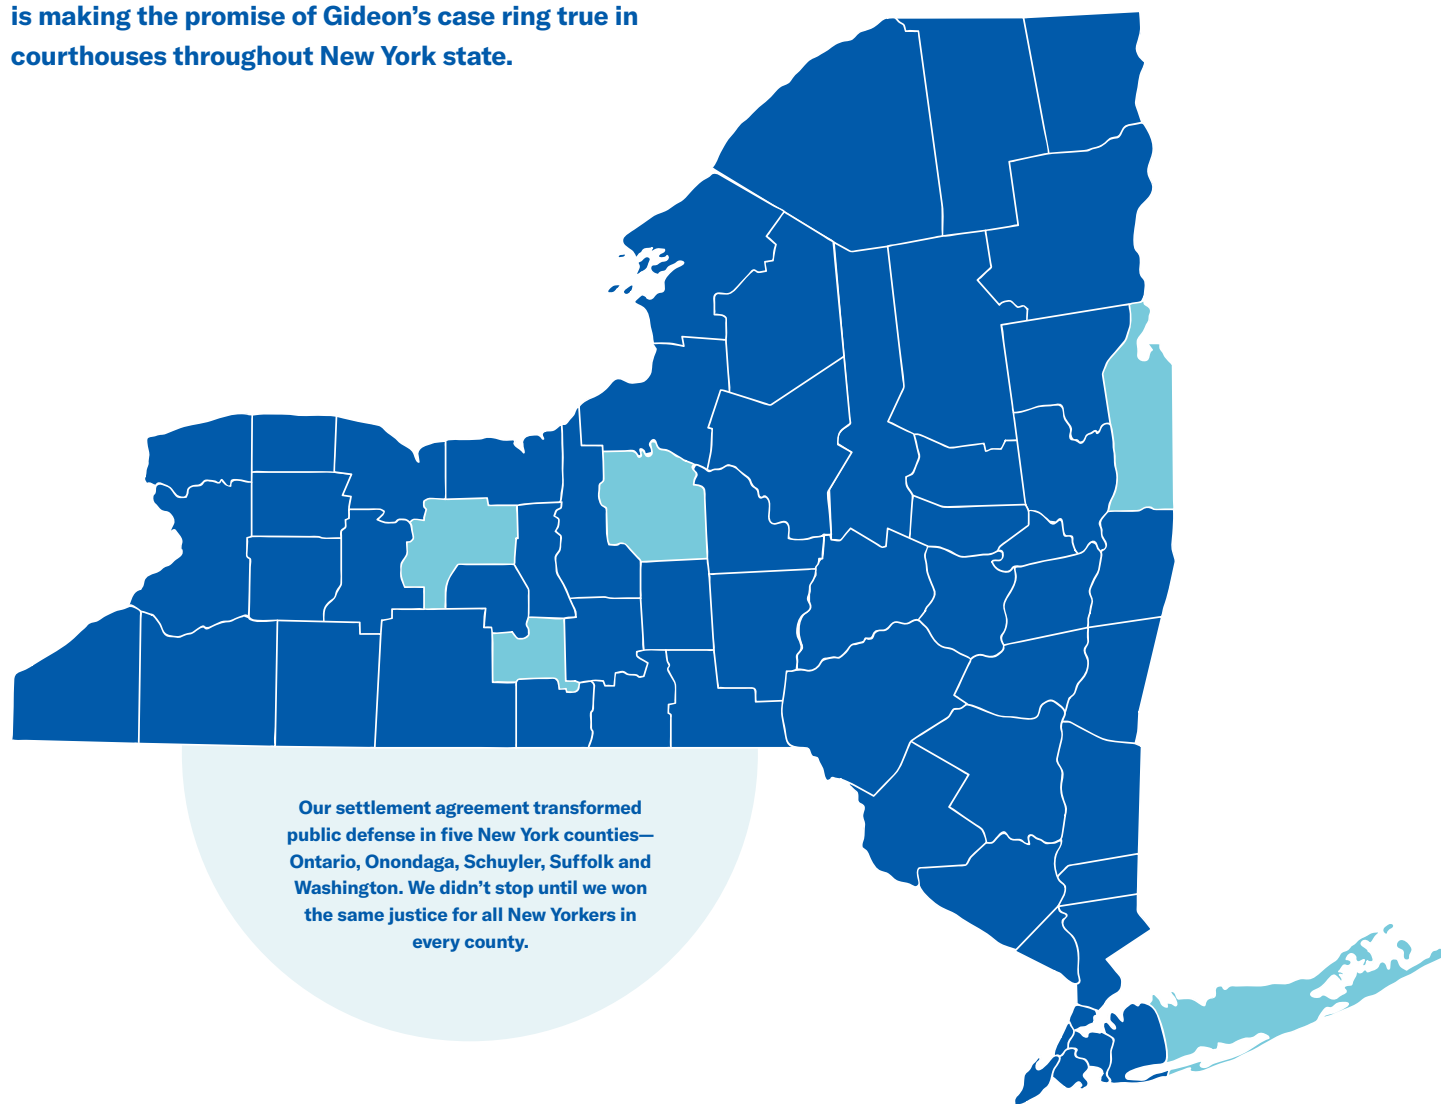 is making the promise of Gideon’s case ring true in
courthouses throughout New York state.
Our settlement agreement transformed
public defense in five New York counties—
Ontario, Onondaga, Schuyler, Suffolk and
Washington. We didn’t stop until we won
the same justice for all New Yorkers in
every county.